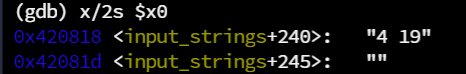 (gdb) x/2s $x0
0x420818 <input_strings+240>: "4 19"
0x42081d <input_strings+245>: ""